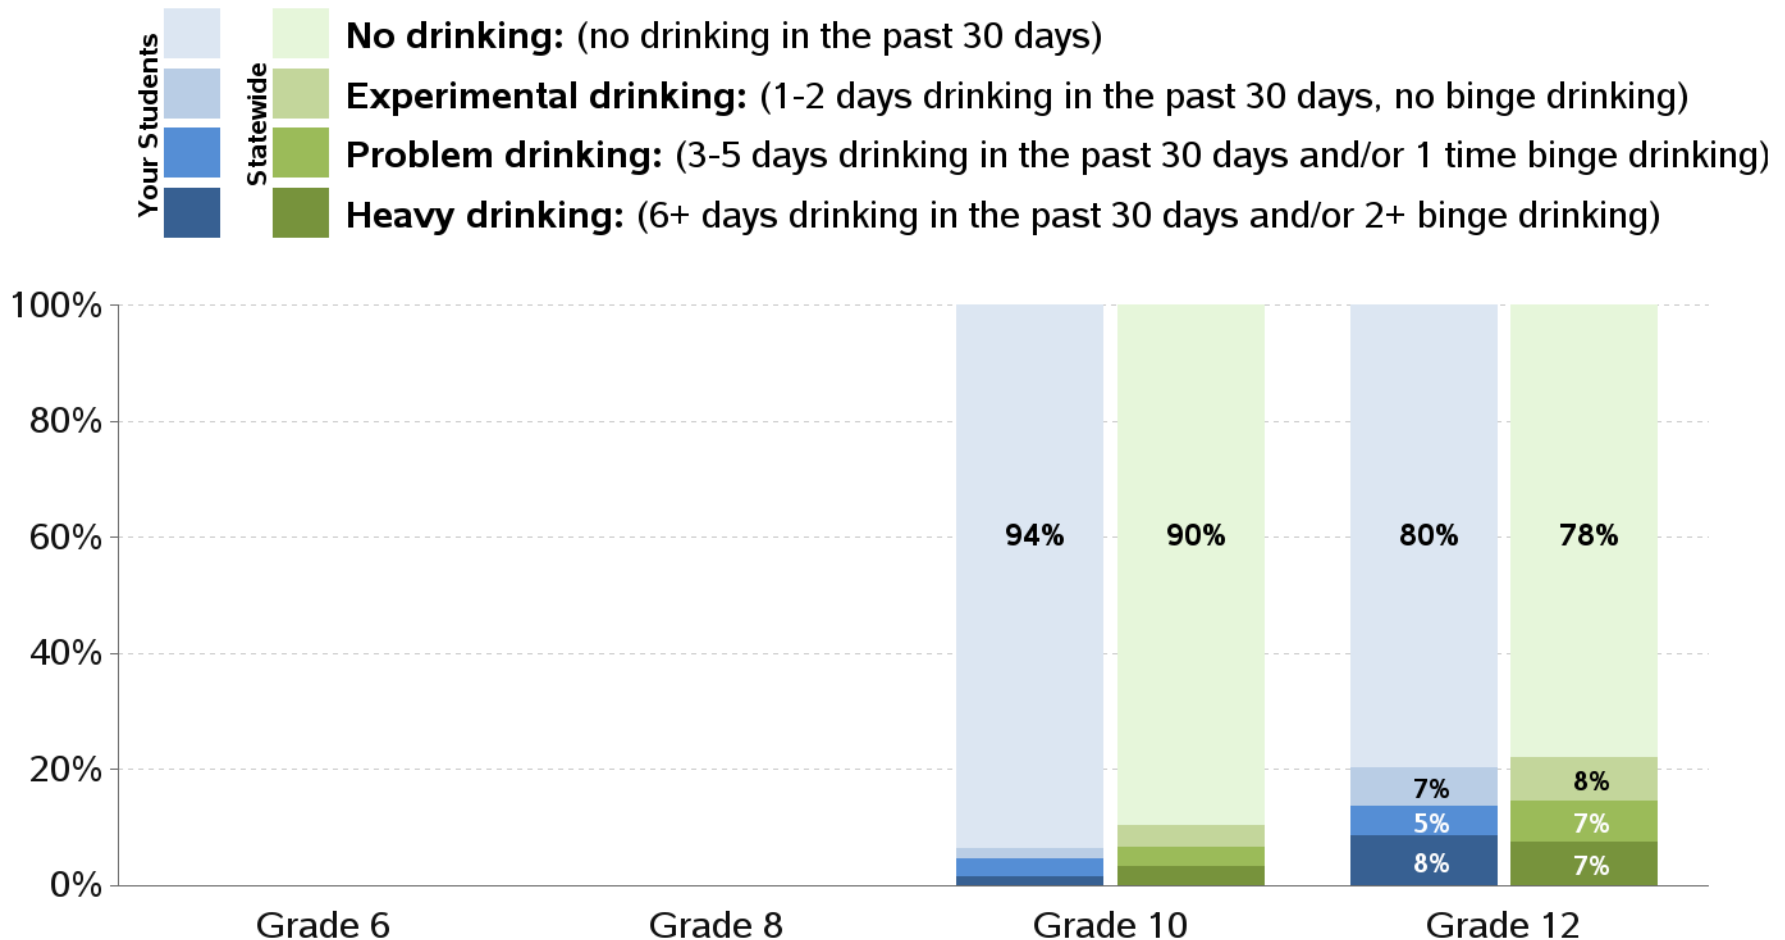 Your Students
Statewide
No drinking: (no drinking in the past 30 days)
Experimental drinking: (1-2 days drinking in the past 30 days, no binge drinking)
Problem drinking: (3-5 days drinking in the past 30 days and/or 1 time binge drinking)
Heavy drinking: (6+ days drinking in the past 30 days and/or 2+ binge drinking)
100%
80%
60%
40%
20%
0%
94%
90%
80%
7%
5%
8%
78%
8%
7%
7%
Grade 6
Grade 8
Grade 10
Grade 12